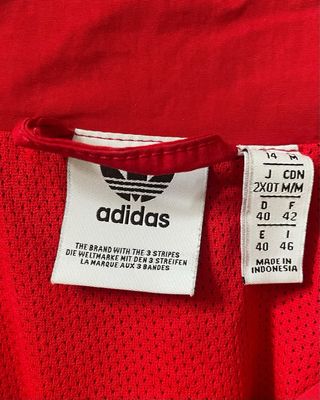 adidas
THE BRAND WITH THE 3 STRIPES
DIE WELTMARKE MIT DEN 3 STREIFEN
LA MARQUE AUX 3 BANDES
14 M
J CDN
2XOT M/M
D F
40 42
E I
40 46
MADE IN
INDONESIA